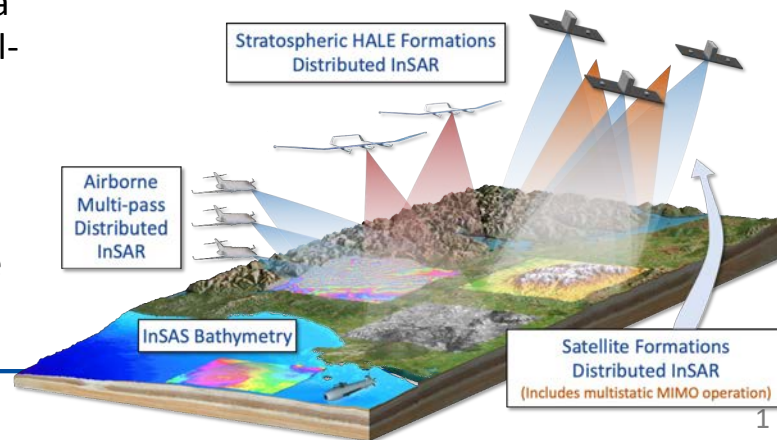 a
l-
Stratospheric HALE Formations
Distributed InSAR
Airborne
Multi-pass
Distributed
InSAR
InSAS Bathymetry
Satellite Formations
Distributed InSAR
(Includes multistatic MIMO operation)
1